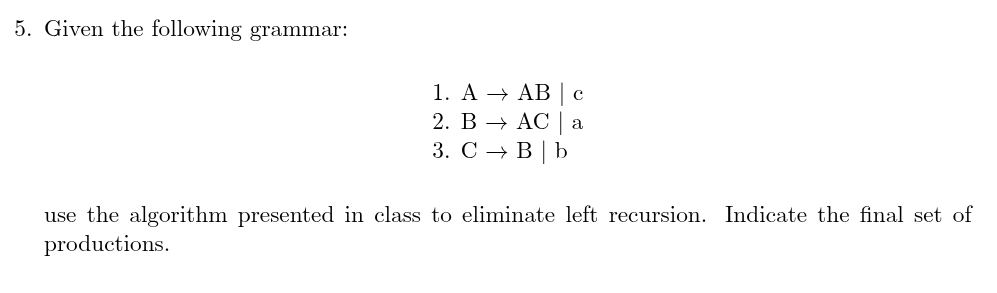 5. Given the following grammar:
1. A → AB | c
2. B → AC | a
3. C → B | b
use the algorithm presented in class to eliminate left recursion. Indicate the final set of
productions.